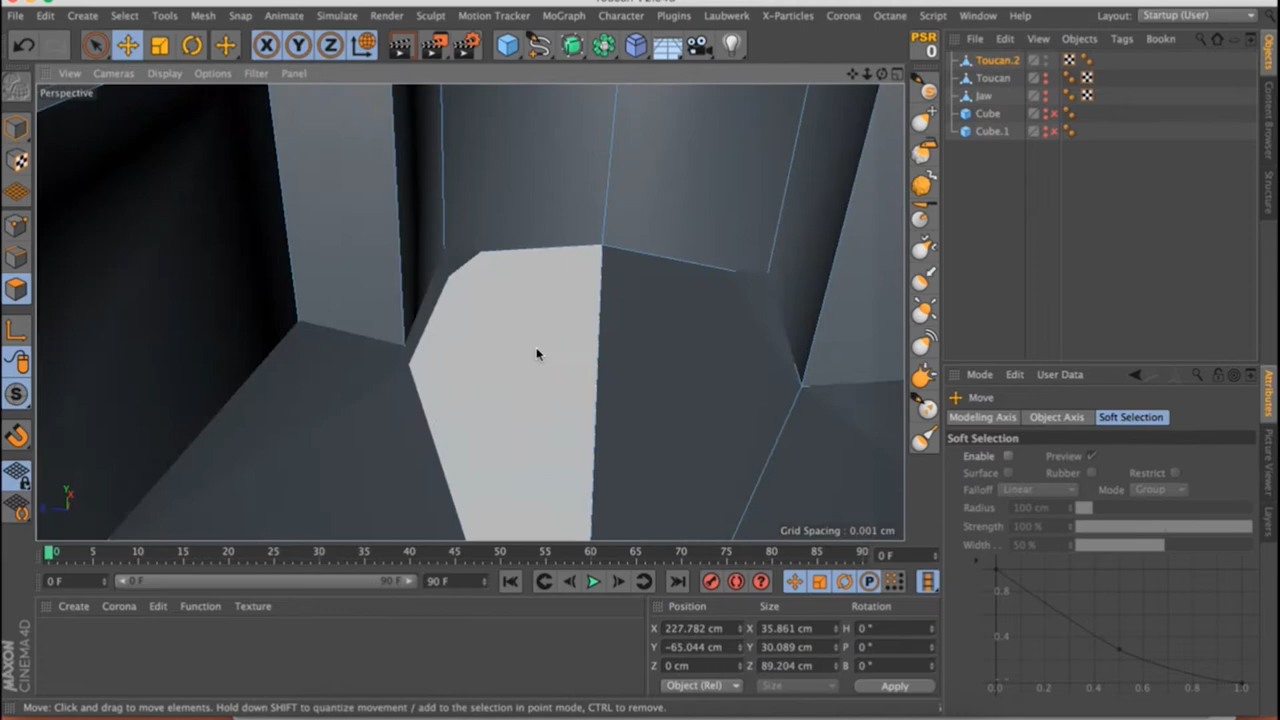 File Edit Create Select Tools Mesh Snap Animate Simulate Render Sculpt Motion Tracker MoGraph Character Plugins Laubwerk X-Particles Corona Octane Script Window Help Layout: Startup (User)
X Y Z PSR 0
File Edit View Objects Tags Bookn
View Cameras Display Options Filter Panel
Perspective
Toucan.2
Toucan
Jaw
Cube
Cube.1
Objects
Content Browser
Structure
Mode Edit User Data
Move
Modeling Axis Object Axis Soft Selection
Soft Selection
Enable Preview
Surface Rubber Restrict
Falloff Linear Mode Group
Radius 100 cm
Strength 100 %
Width . . 50 %
0.8
0.4
0.0 0.2 0.4 0.6 0.8 1.0
Attributes
Picture Viewer
Layers
S
Y
X
Grid Spacing : 0.001 cm
0 5 10 15 20 25 30 35 40 45 50 55 60 65 70 75 80 85 90 0 F
0 F 0 F 90 F 90 F
P
Create Corona Edit Function Texture
Position Size Rotation
X 227.782 cm X 35.861 cm H 0 °
Y -65.044 cm Y 30.089 cm P 0 °
Z 0 cm Z 89.204 cm B 0 °
Object (Rel) Size Apply
MAXON
CINEMA 4D
Move: Click and drag to move elements. Hold down SHIFT to quantize movement / add to the selection in point mode, CTRL to remove.